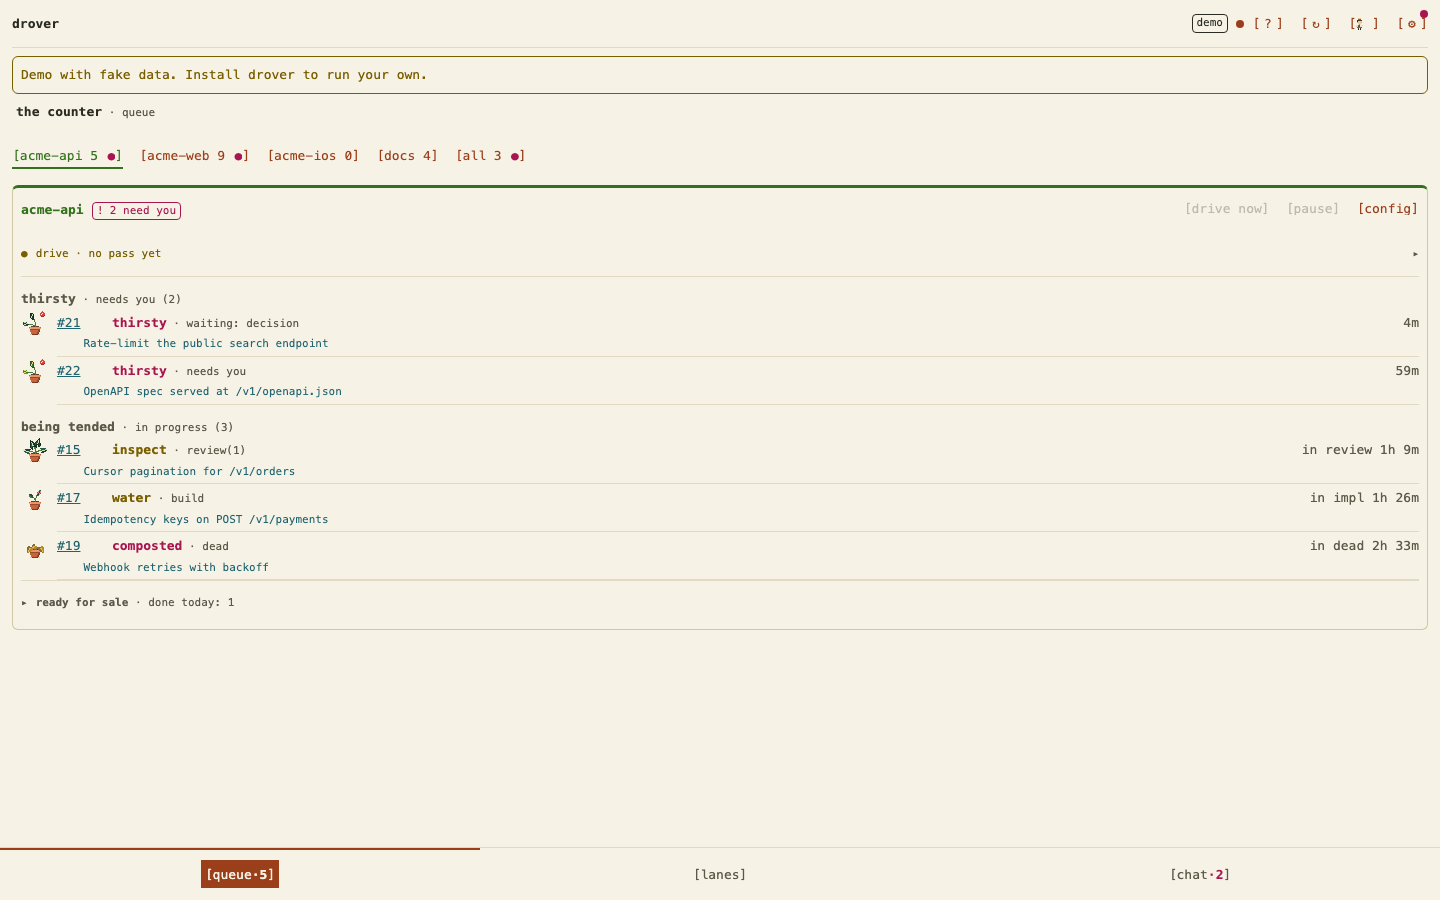 drover
demo ● [ ? ] [ ↻ ] [ ] [ ⚙ ]
Demo with fake data. Install drover to run your own.
the counter · queue
[acme-api 5 ●] [acme-web 9 ●] [acme-ios 0] [docs 4] [all 3 ●]
acme-api ! 2 need you [drive now] [pause] [config]
● drive · no pass yet ▸
thirsty · needs you (2)
#21 thirsty · waiting: decision 4m
Rate-limit the public search endpoint
#22 thirsty · needs you 59m
OpenAPI spec served at /v1/openapi.json
being tended · in progress (3)
#15 inspect · review(1) in review 1h 9m
Cursor pagination for /v1/orders
#17 water · build in impl 1h 26m
Idempotency keys on POST /v1/payments
#19 composted · dead in dead 2h 33m
Webhook retries with backoff
▸ ready for sale · done today: 1
[queue·5] [lanes] [chat·2]